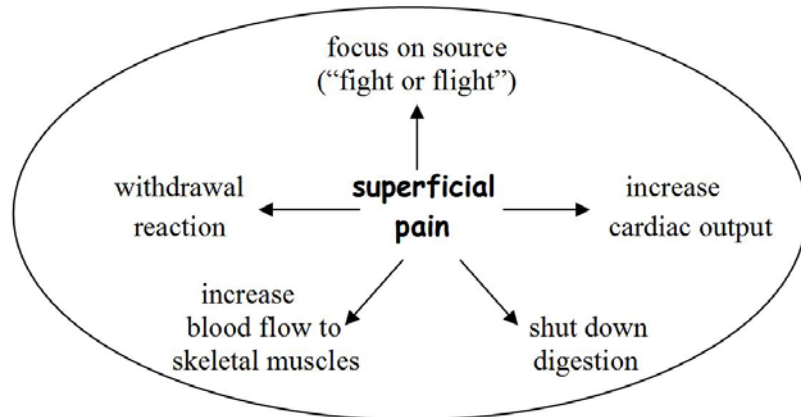 focus on source
(“fight or flight”)
withdrawal
reaction
superficial
pain
increase
cardiac output
increase
blood flow to
skeletal muscles
shut down
digestion